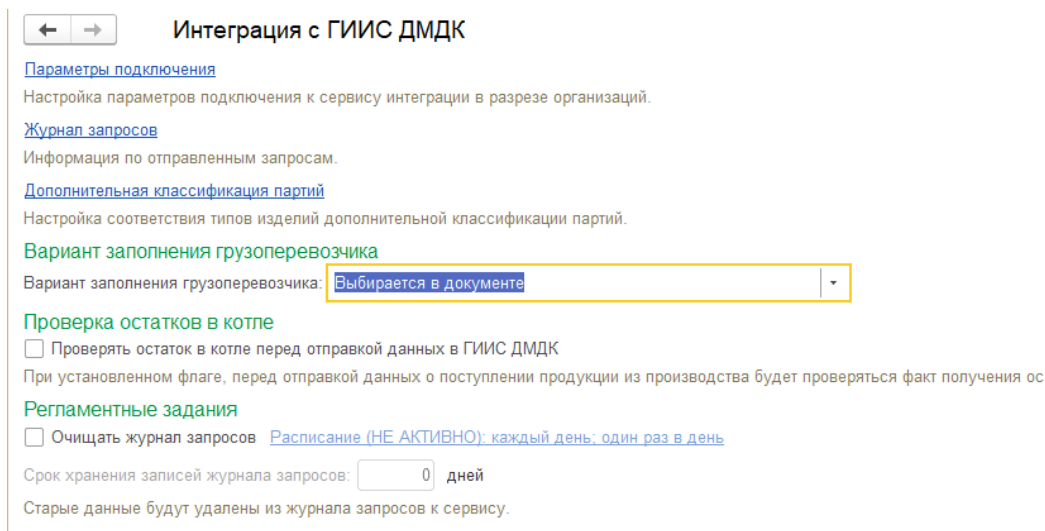 Интеграция с ГИИС ДМДК
Параметры подключения
Настройка параметров подключения к сервису интеграции в разрезе организаций.
Журнал запросов
Информация по отправленным запросам.
Дополнительная классификация партий
Настройка соответствия типов изделий дополнительной классификации партий.
Вариант заполнения грузоперевозчика
Вариант заполнения грузоперевозчика: Выбирается в документе
Проверка остатков в котле
Проверять остаток в котле перед отправкой данных в ГИИС ДМДК
При установленном флаге, перед отправкой данных о поступлении продукции из производства будет проверяться факт получения ос
Регламентные задания
Очищать журнал запросов Расписание (НЕ АКТИВНО): каждый день; один раз в день
Срок хранения записей журнала запросов: 0 дней
Старые данные будут удалены из журнала запросов к сервису.